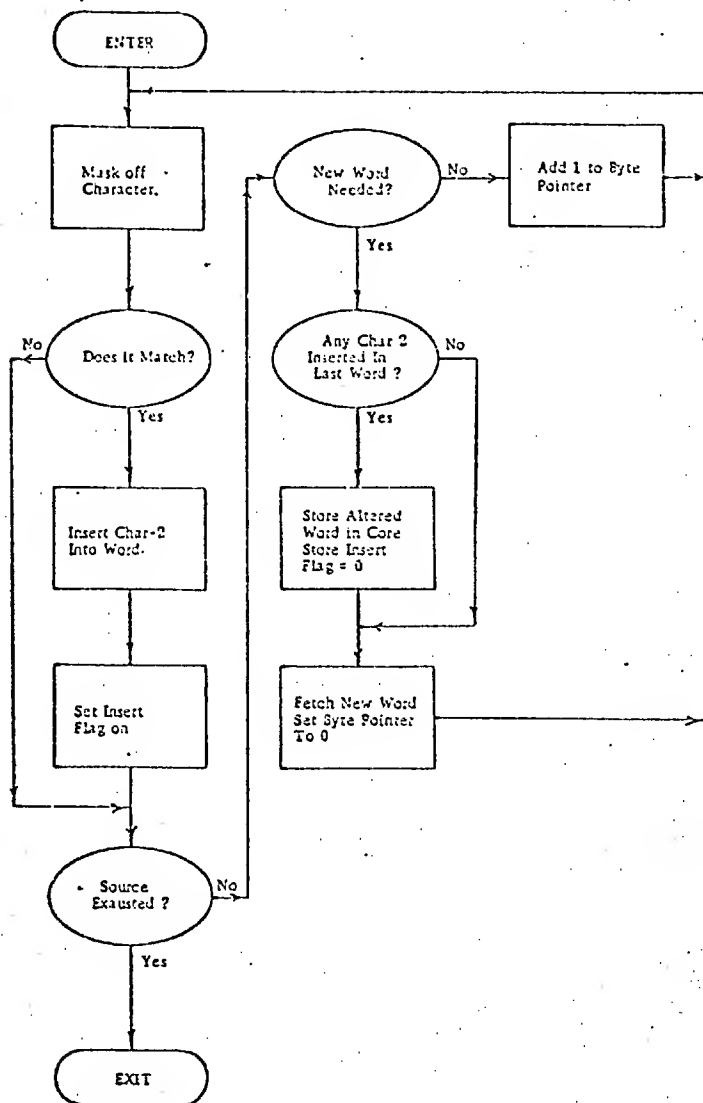 ENTER
Mask off
Character.
Does it Match?
No
Yes
Insert Char-2
Into Word.
Set Insert
Flag on
Source
Exausted ?
No
Yes
EXIT
New Word
Needed?
No
Yes
Add 1 to Byte
Pointer
Any Char 2
Inserted In
Last Word ?
No
Yes
Store Altered
Word in Core
Store Insert
Flag = 0
Fetch New Word
Set Byte Pointer
To 0